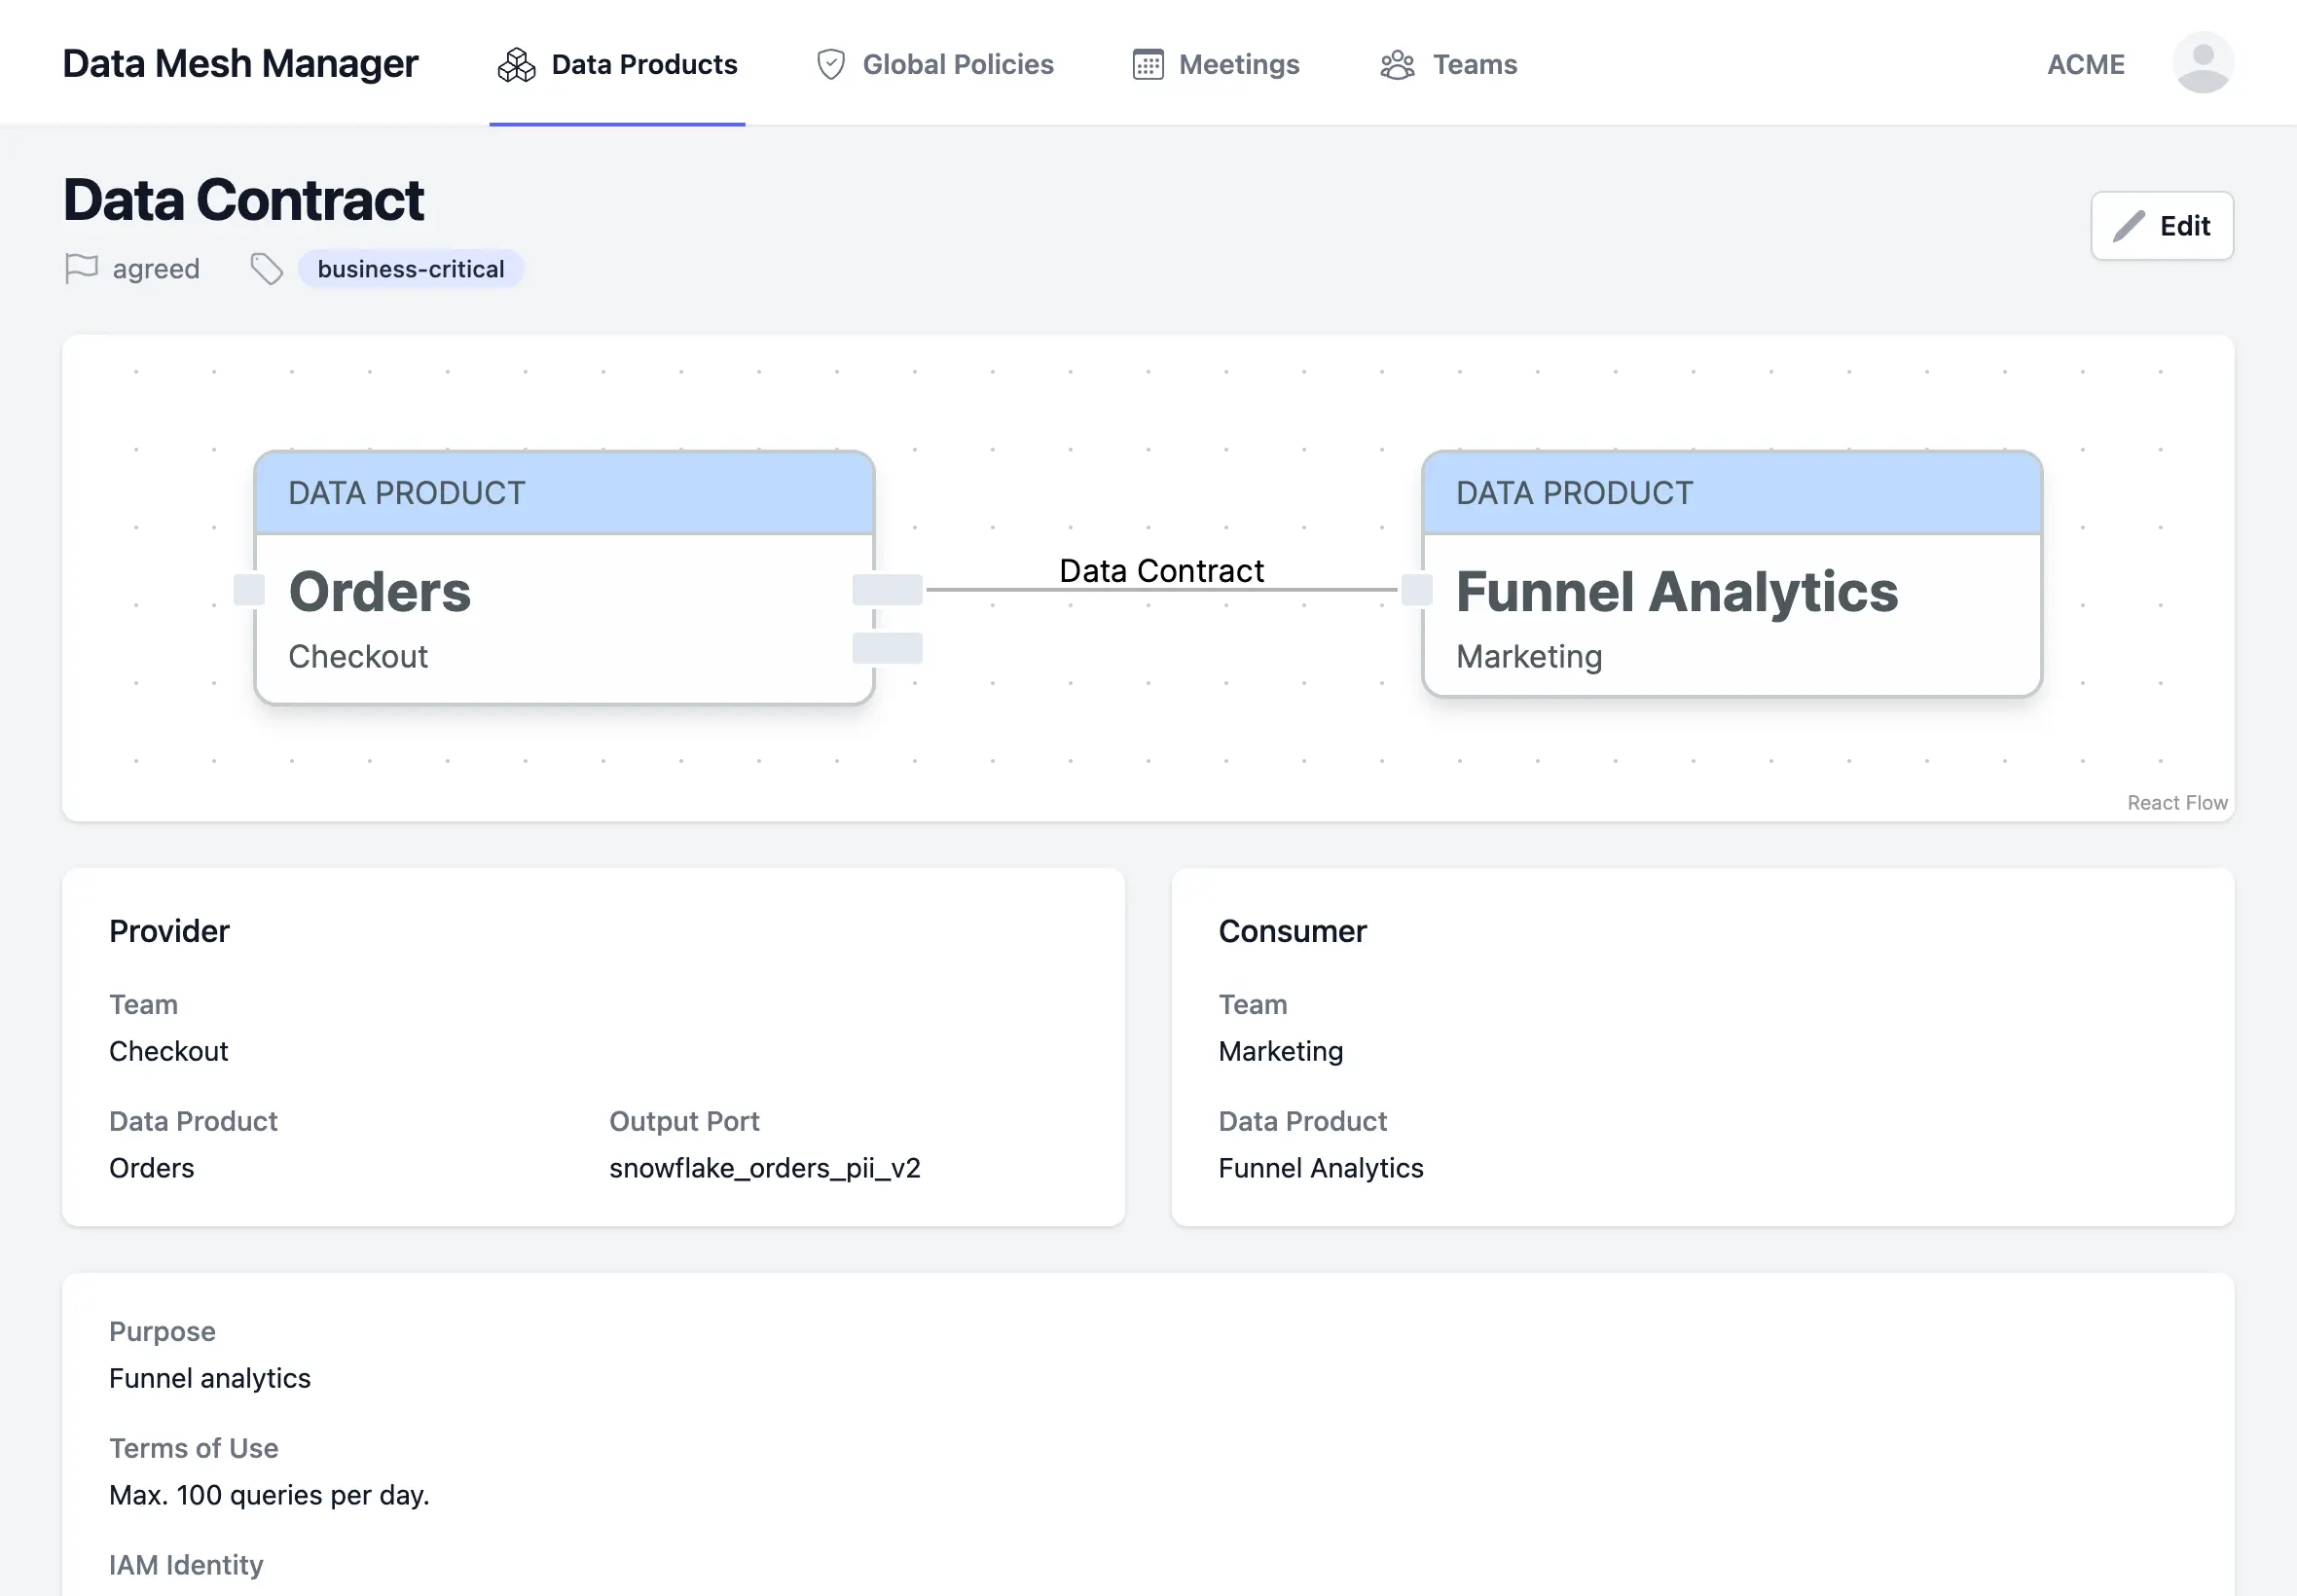 Data Mesh Manager Data Products Global Policies Meetings Teams ACME
Data Contract
Edit
agreed business-critical
DATA PRODUCT
Orders
Checkout
Data Contract
DATA PRODUCT
Funnel Analytics
Marketing
React Flow
Provider
Team
Checkout
Data Product Output Port
Orders snowflake_orders_pii_v2
Consumer
Team
Marketing
Data Product
Funnel Analytics
Purpose
Funnel analytics
Terms of Use
Max. 100 queries per day.
IAM Identity